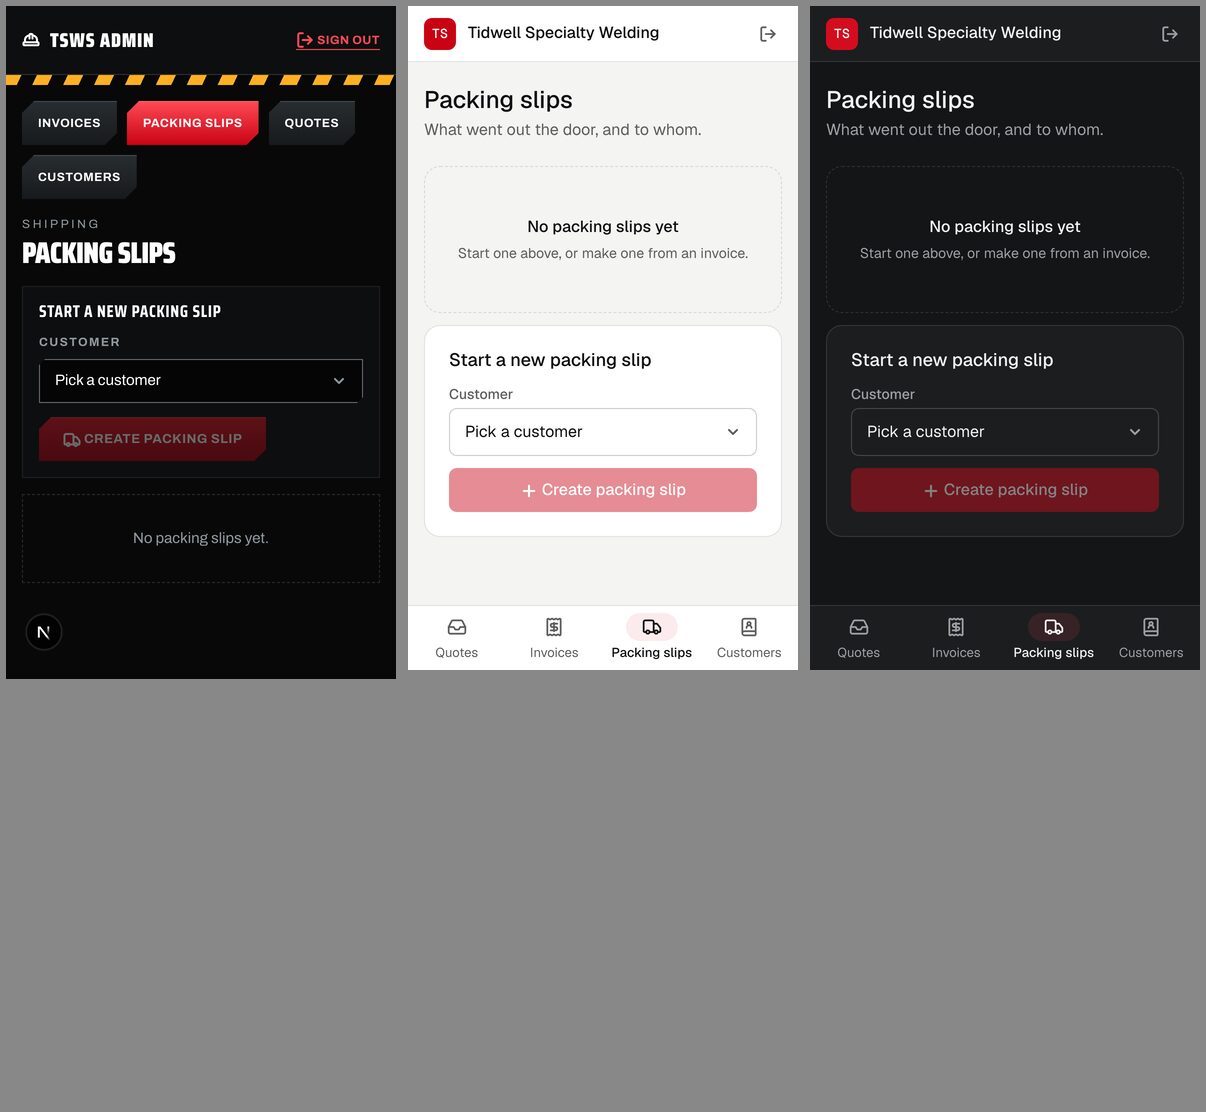 TSWS ADMIN
SIGN OUT
INVOICES
PACKING SLIPS
QUOTES
CUSTOMERS
SHIPPING
PACKING SLIPS
START A NEW PACKING SLIP
CUSTOMER
Pick a customer
CREATE PACKING SLIP
No packing slips yet.
N
TS
Tidwell Specialty Welding
Packing slips
What went out the door, and to whom.
No packing slips yet
Start one above, or make one from an invoice.
Start a new packing slip
Customer
Pick a customer
+ Create packing slip
Quotes
Invoices
Packing slips
Customers
TS
Tidwell Specialty Welding
Packing slips
What went out the door, and to whom.
No packing slips yet
Start one above, or make one from an invoice.
Start a new packing slip
Customer
Pick a customer
+ Create packing slip
Quotes
Invoices
Packing slips
Customers